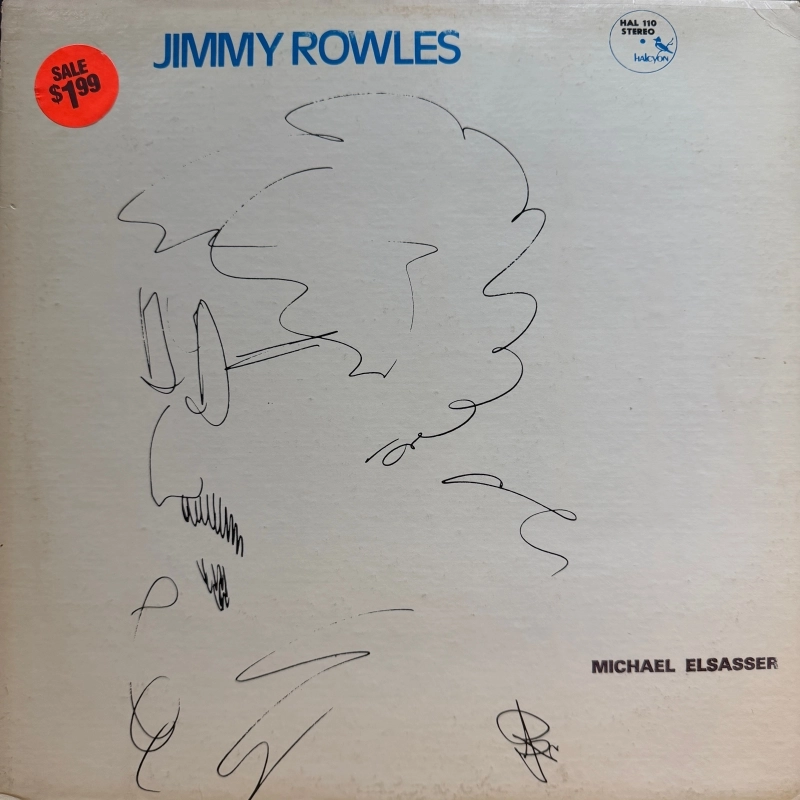 JIMMY ROWLES
HAL 110
STEREO
HALCYON
SALE
$1.99
MICHAEL ELSASSER